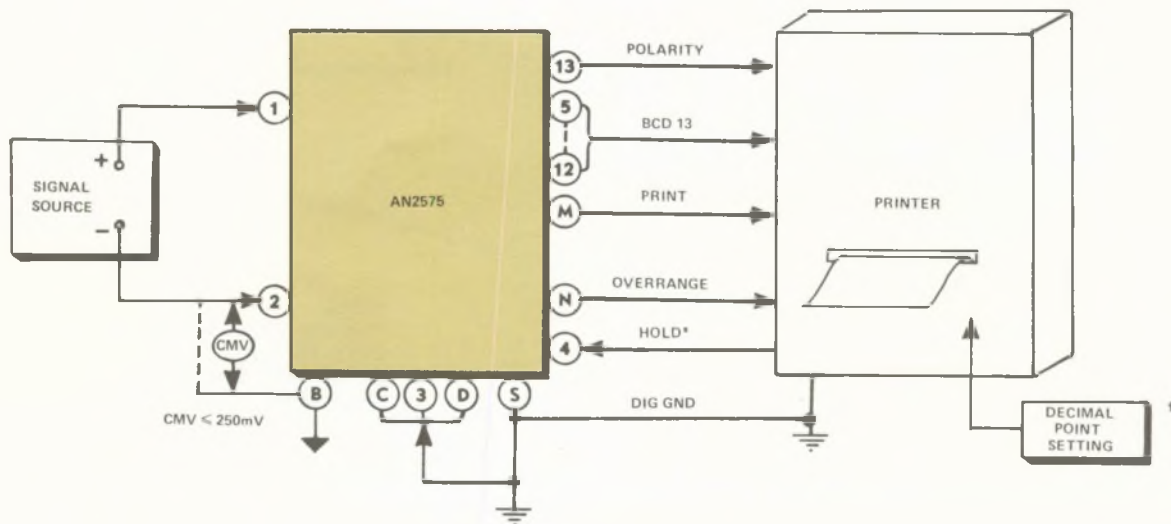 13
POLARITY
1
5
BCD 13
12
+
SIGNAL
SOURCE
−
AN2575
M
PRINT
PRINTER
2
N
OVERRANGE
CMV
4
HOLD*
B
C
3
D
S
CMV ≤ 250mV
DIG GND
DECIMAL
POINT
SETTING